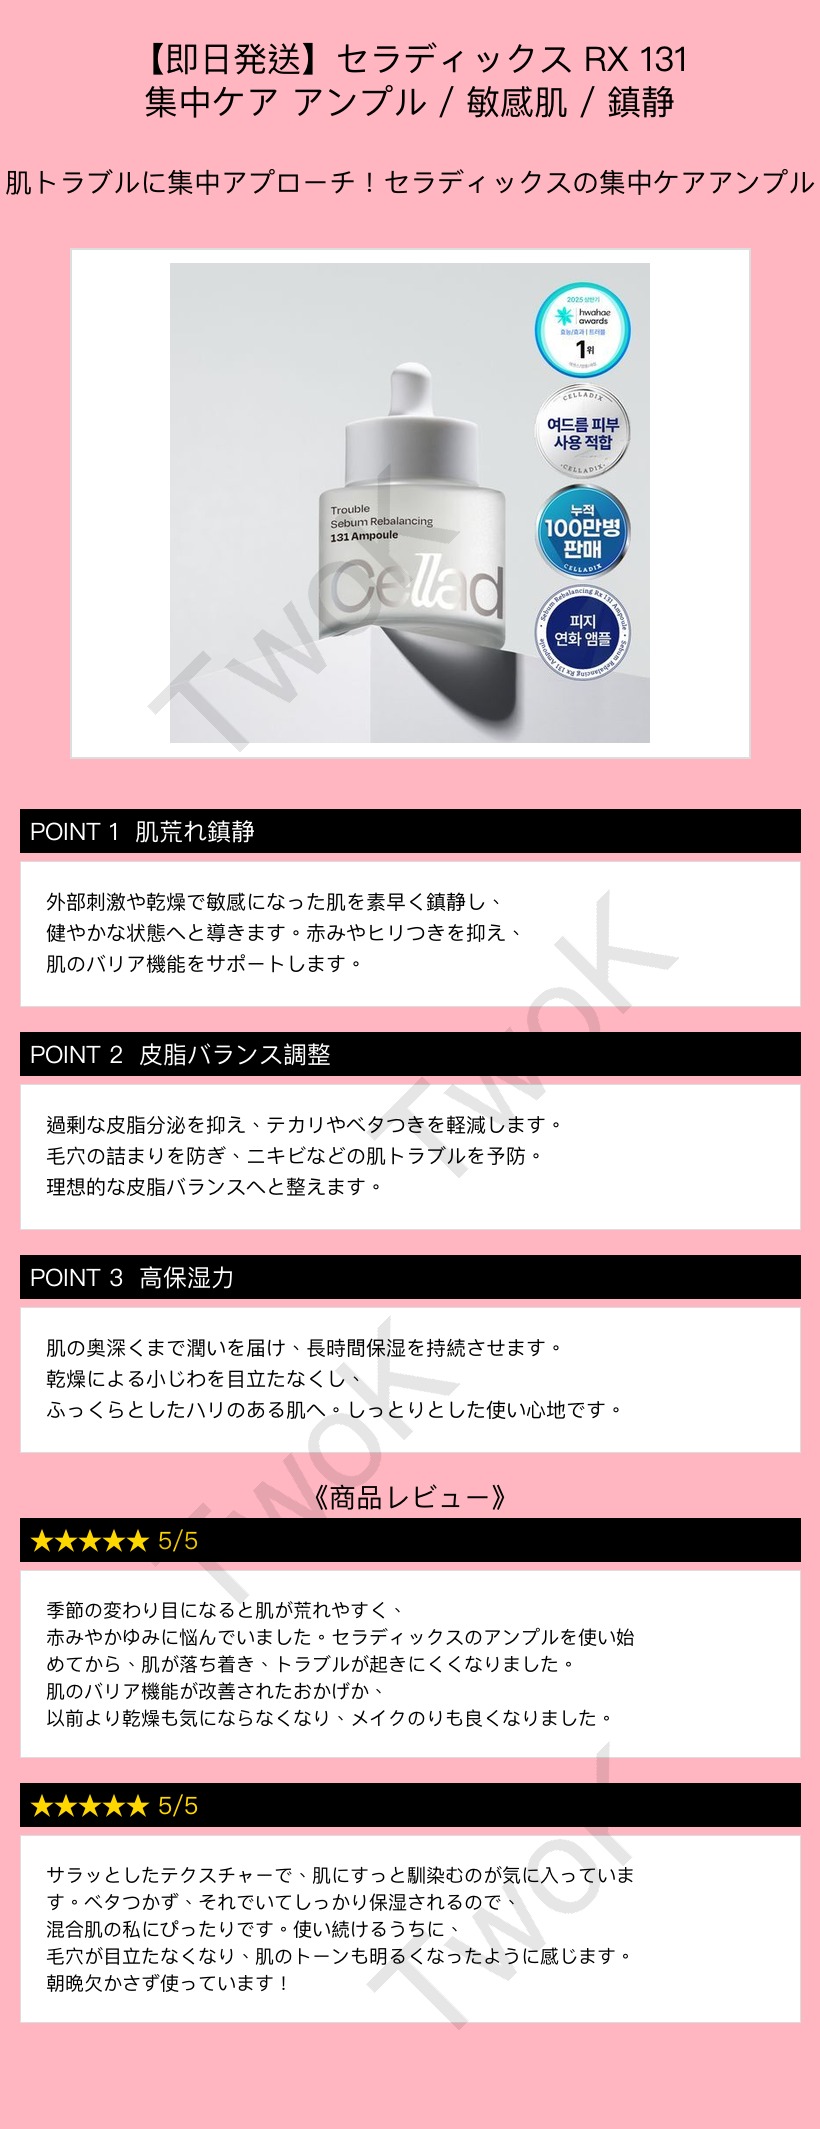 【即日発送】セラディックス RX 131
集中ケア アンプル / 敏感肌 / 鎮静
肌トラブルに集中アプローチ！セラディックスの集中ケアアンプル
2025 상반기
hwahae
awards
효능/효과 | 트러블
1위
CELLADIX
여드름 피부
사용 적합
·CELLADIX·
누적
100만병
판매
CELLADIX
Sebum Rebalancing Rx 131 Ampoule
피지
연화 앰플
Sebum Rebalancing Rx 131 Ampoule
Trouble
Sebum Rebalancing
131 Ampoule
Cellad
TwoK
POINT 1 肌荒れ鎮静
外部刺激や乾燥で敏感になった肌を素早く鎮静し、
健やかな状態へと導きます。赤みやヒリつきを抑え、
肌のバリア機能をサポートします。
TwoK
POINT 2 皮脂バランス調整
過剰な皮脂分泌を抑え、テカリやベタつきを軽減します。
毛穴の詰まりを防ぎ、ニキビなどの肌トラブルを予防。
理想的な皮脂バランスへと整えます。
POINT 3 高保湿力
肌の奥深くまで潤いを届け、長時間保湿を持続させます。
乾燥による小じわを目立たなくし、
ふっくらとしたハリのある肌へ。しっとりとした使い心地です。
TwoK
《商品レビュー》
★★★★★ 5/5
季節の変わり目になると肌が荒れやすく、
赤みやかゆみに悩んでいました。セラディックスのアンプルを使い始
めてから、肌が落ち着き、トラブルが起きにくくなりました。
肌のバリア機能が改善されたおかげか、
以前より乾燥も気にならなくなり、メイクのりも良くなりました。
★★★★★ 5/5
サラッとしたテクスチャーで、肌にすっと馴染むのが気に入っていま
す。ベタつかず、それでいてしっかり保湿されるので、
混合肌の私にぴったりです。使い続けるうちに、
毛穴が目立たなくなり、肌のトーンも明るくなったように感じます。
朝晩欠かさず使っています！
TwoK